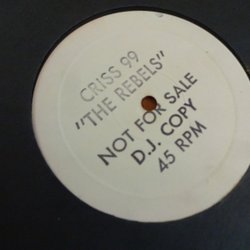 CRISS 99
"THE REBELS"
NOT FOR SALE
D.J. COPY
45 RPM